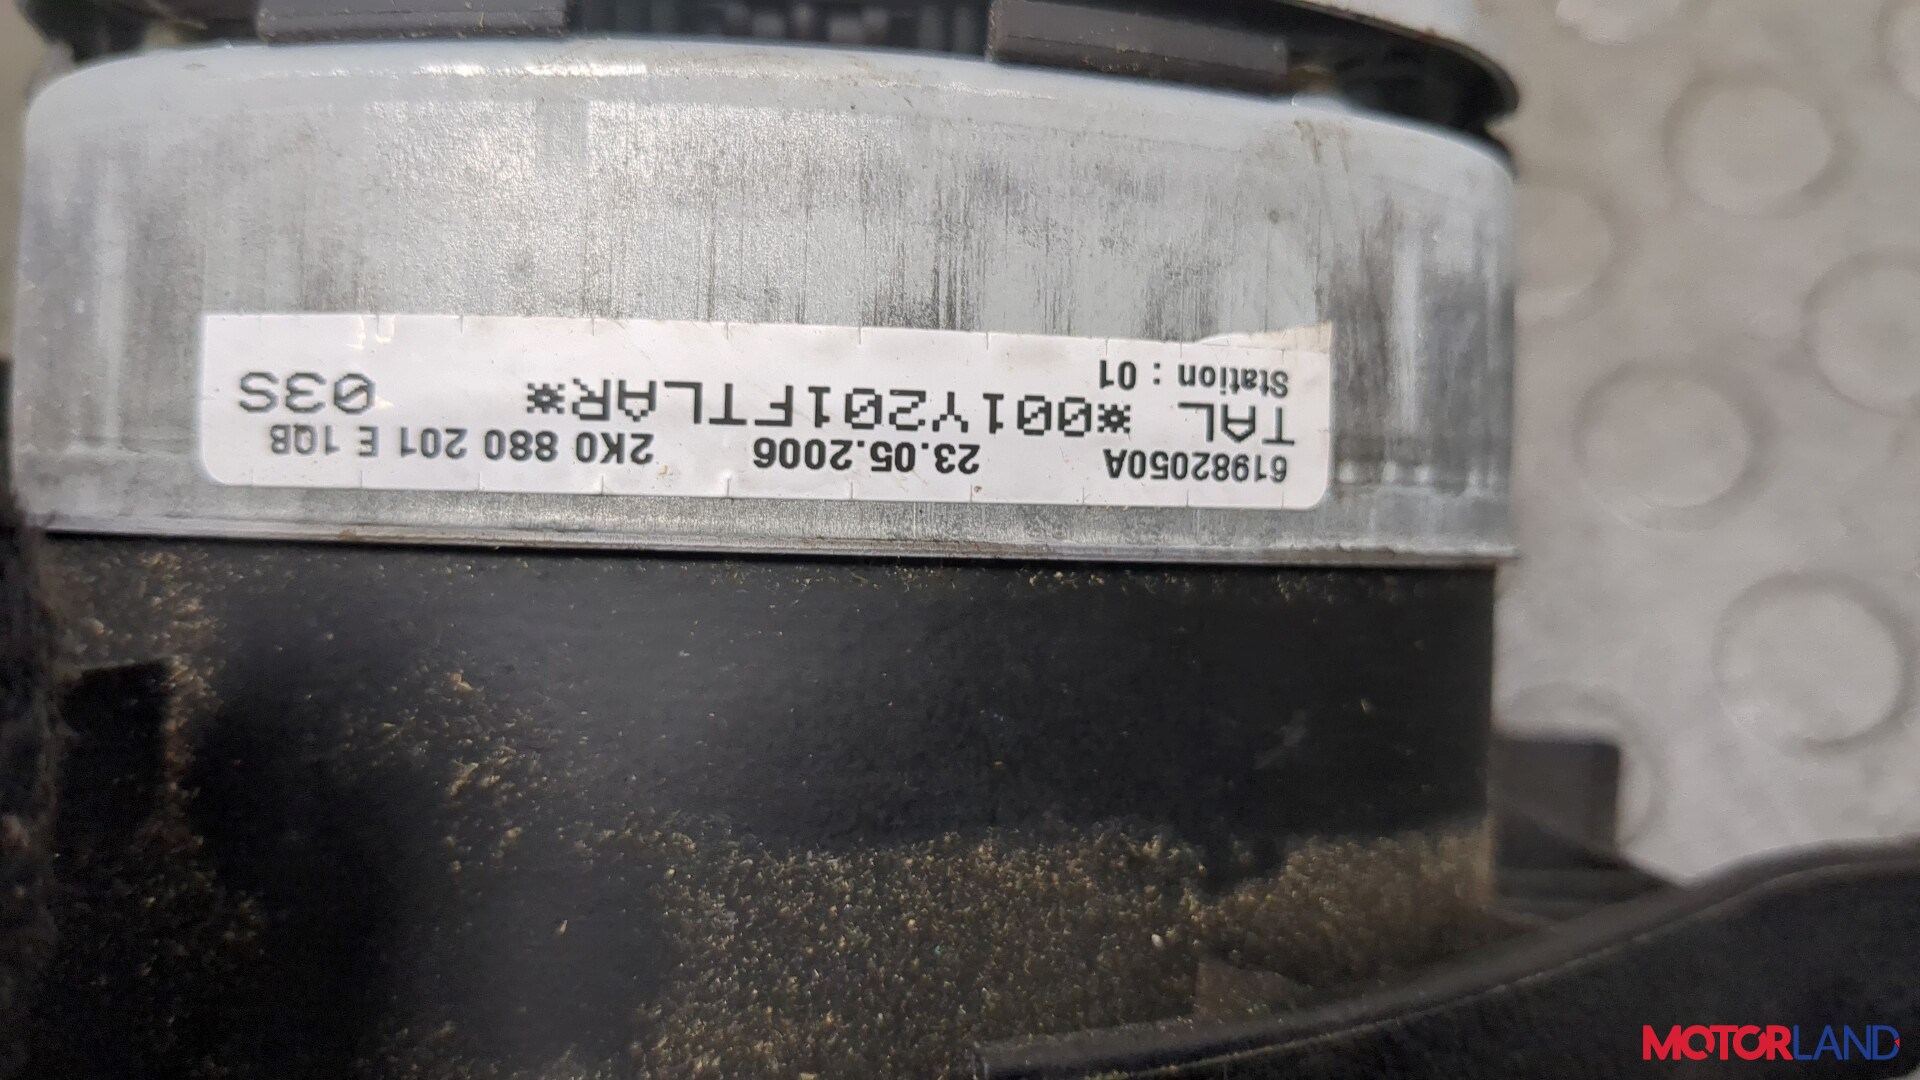 61982050A 23.05.2006 2K0 880 201 E 1QB
TAL *001Y201FTLAR* 03S
Station : 01
MOTORLAND